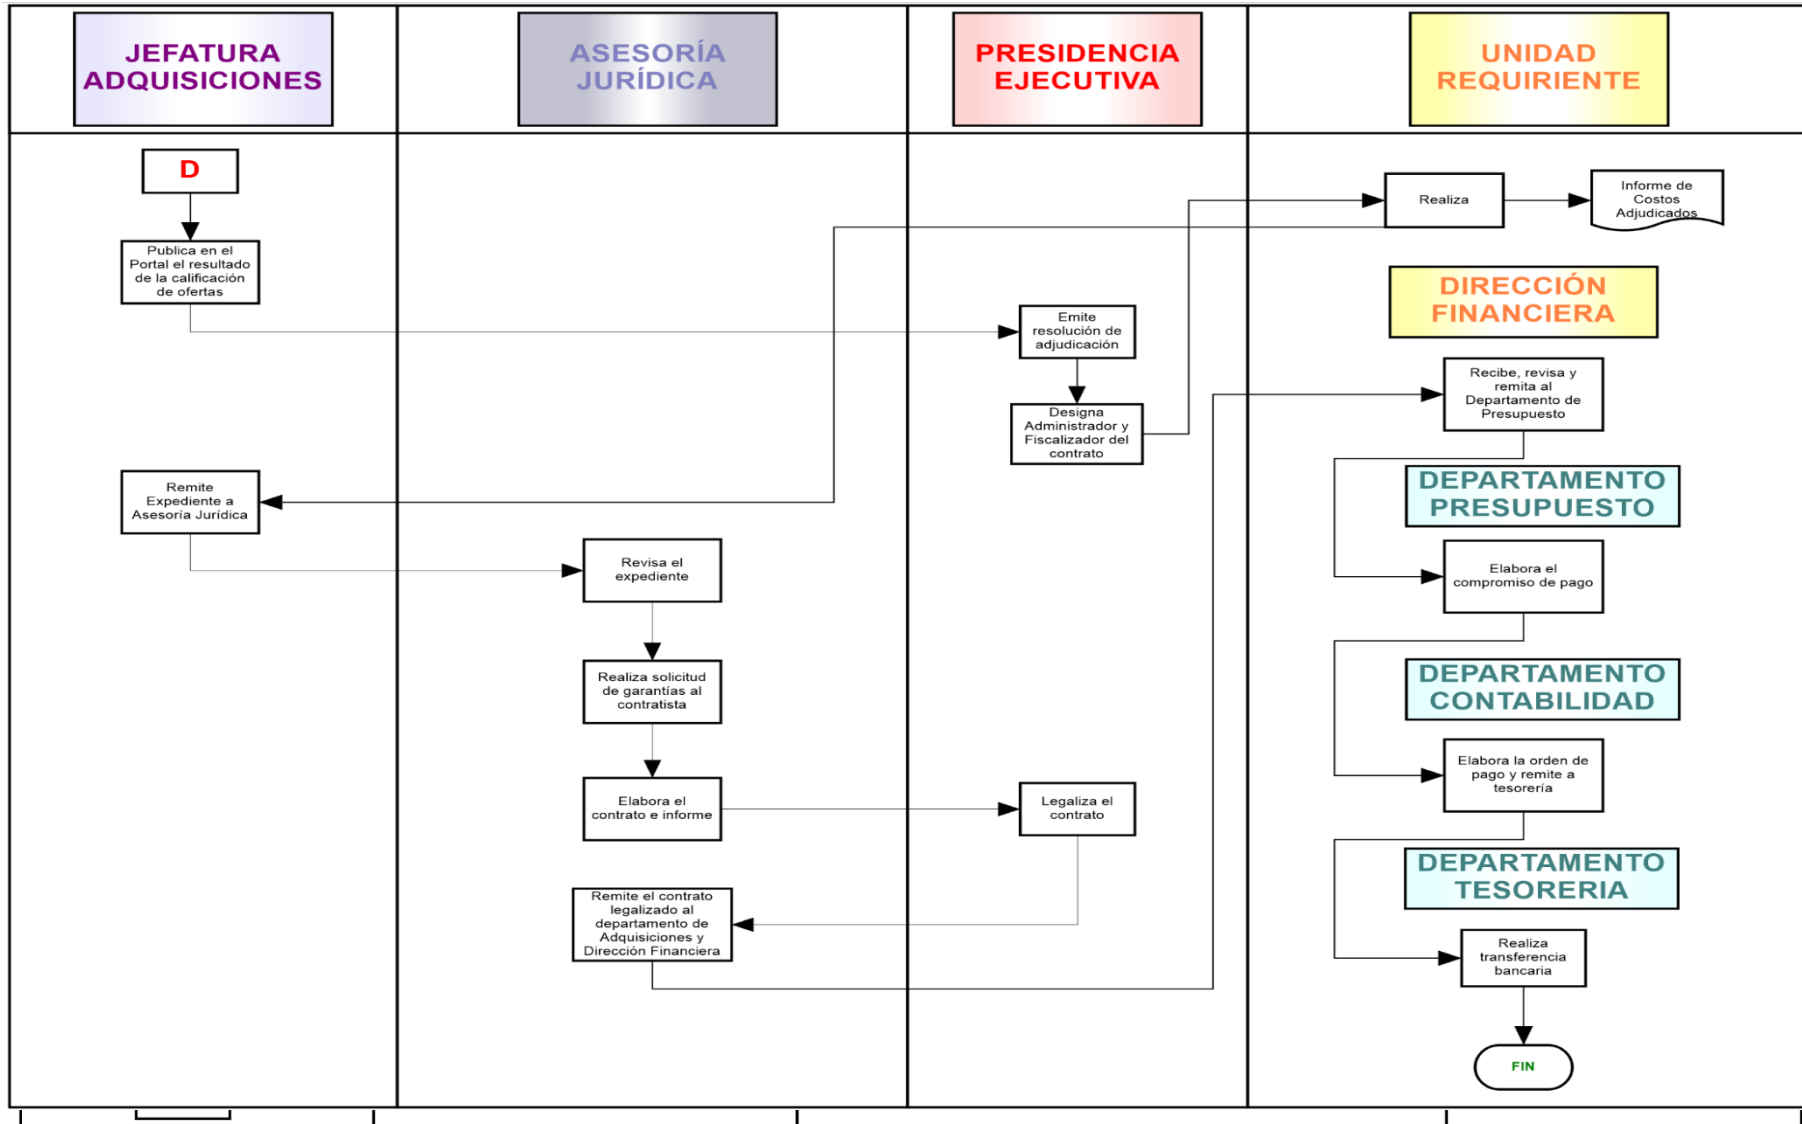 JEFATURA
ADQUISICIONES
ASESORÍA
JURÍDICA
PRESIDENCIA
EJECUTIVA
UNIDAD
REQUIRIENTE
D
Publica en el
Portal el resultado
de la calificación
de ofertas
Realiza
Informe de
Costos
Adjudicados
DIRECCIÓN
FINANCIERA
Emite
resolución de
adjudicación
Designa
Administrador y
Fiscalizador del
contrato
Recibe, revisa y
remita al
Departamento de
Presupuesto
Remite
Expediente a
Asesoría Jurídica
DEPARTAMENTO
PRESUPUESTO
Revisa el
expediente
Elabora el
compromiso de pago
Realiza solicitud
de garantías al
contratista
DEPARTAMENTO
CONTABILIDAD
Elabora el
contrato e informe
Legaliza el
contrato
Elabora la orden de
pago y remite a
tesorería
DEPARTAMENTO
TESORERIA
Remite el contrato
legalizado al
departamento de
Adquisiciones y
Dirección Financiera
Realiza
transferencia
bancaria
FIN